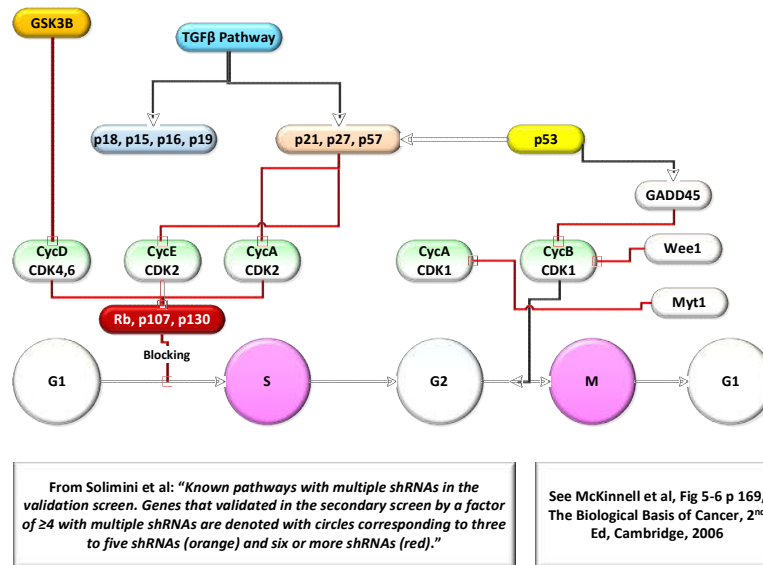 GSK3B
TGFβ Pathway
p18, p15, p16, p19
p21, p27, p57
p53
GADD45
CycD
CDK4,6
CycE
CDK2
CycA
CDK2
CycA
CDK1
CycB
CDK1
Wee1
Myt1
Rb, p107, p130
Blocking
G1
S
G2
M
G1
From Solimini et al: “Known pathways with multiple shRNAs in the
validation screen. Genes that validated in the secondary screen by a factor
of ≥4 with multiple shRNAs are denoted with circles corresponding to three
to five shRNAs (orange) and six or more shRNAs (red).”
See McKinnell et al, Fig 5-6 p 169,
The Biological Basis of Cancer, 2nd
Ed, Cambridge, 2006